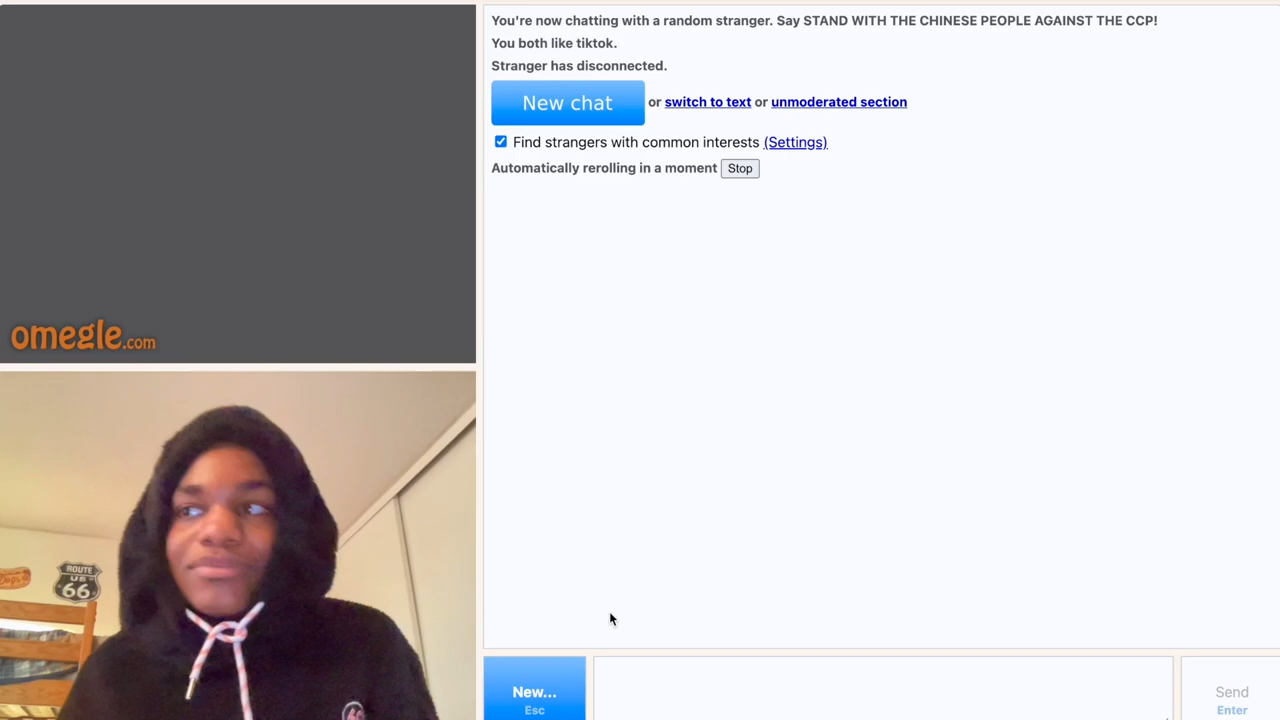 You're now chatting with a random stranger. Say STAND WITH THE CHINESE PEOPLE AGAINST THE CCP!
You both like tiktok.
Stranger has disconnected.
New chat or switch to text or unmoderated section
Find strangers with common interests (Settings)
Automatically rerolling in a moment Stop
omegle.com
ROUTE
US
66
New...
Esc
Send
Enter